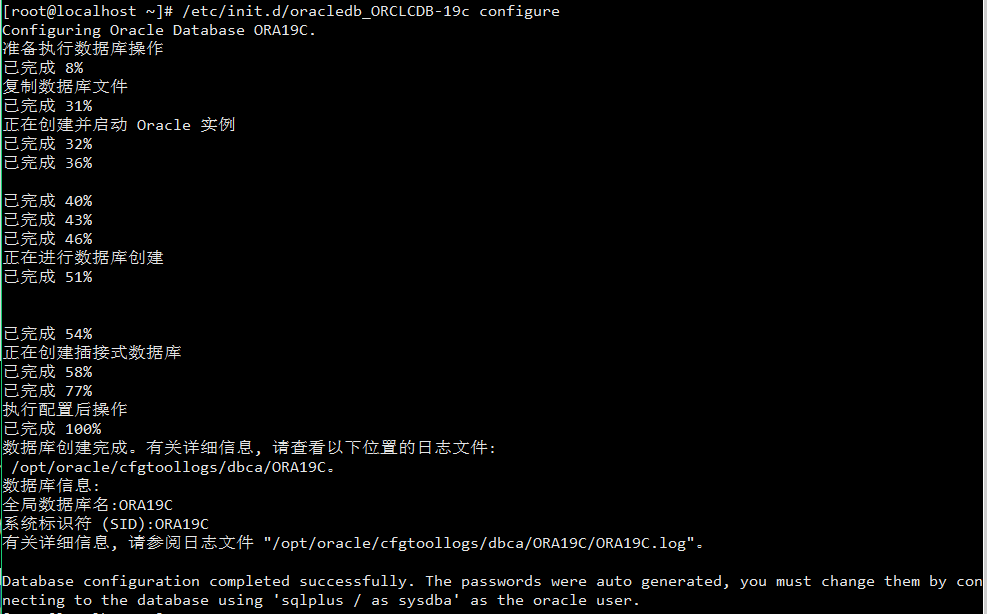 [root@localhost ~]# /etc/init.d/oracledb_ORCLCDB-19c configure
Configuring Oracle Database ORA19C.
准备执行数据库操作
已完成 8%
复制数据库文件
已完成 31%
正在创建并启动 Oracle 实例
已完成 32%
已完成 36%
已完成 40%
已完成 43%
已完成 46%
正在进行数据库创建
已完成 51%
已完成 54%
正在创建插接式数据库
已完成 58%
已完成 77%
执行配置后操作
已完成 100%
数据库创建完成。有关详细信息, 请查看以下位置的日志文件:
/opt/oracle/cfgtoollogs/dbca/ORA19C。
数据库信息:
全局数据库名:ORA19C
系统标识符 (SID):ORA19C
有关详细信息, 请参阅日志文件 "/opt/oracle/cfgtoollogs/dbca/ORA19C/ORA19C.log"。
Database configuration completed successfully. The passwords were auto generated, you must change them by con
necting to the database using 'sqlplus / as sysdba' as the oracle user.